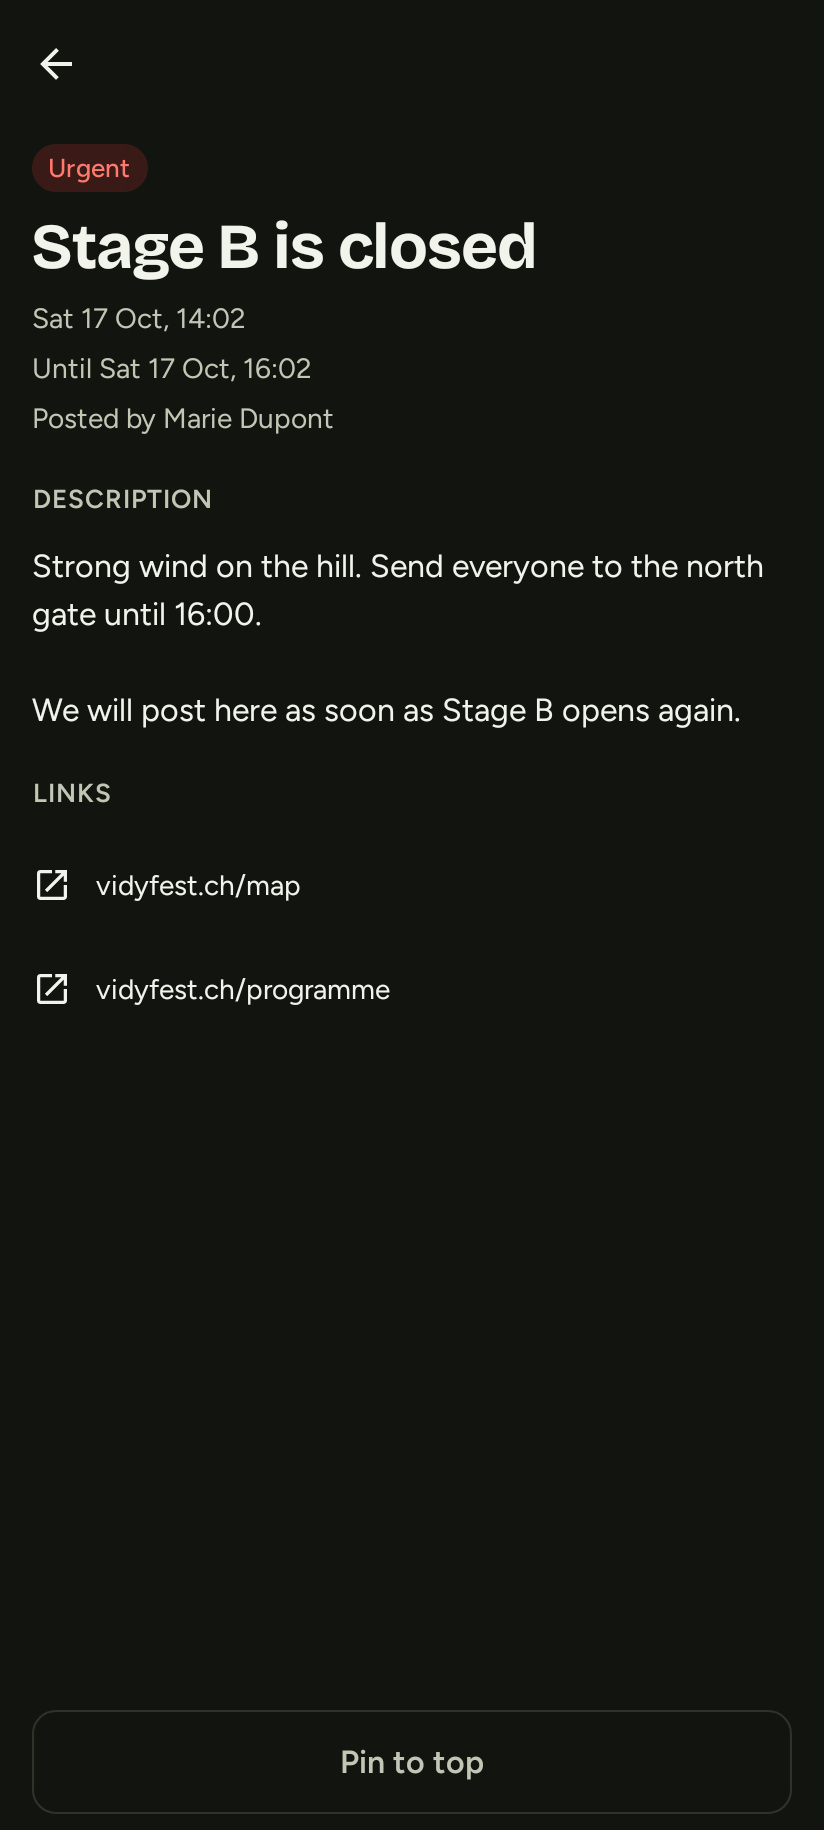 Urgent
Stage B is closed
Sat 17 Oct, 14:02
Until Sat 17 Oct, 16:02
Posted by Marie Dupont
DESCRIPTION
Strong wind on the hill. Send everyone to the north
gate until 16:00.
We will post here as soon as Stage B opens again.
LINKS
vidyfest.ch/map
vidyfest.ch/programme
Pin to top